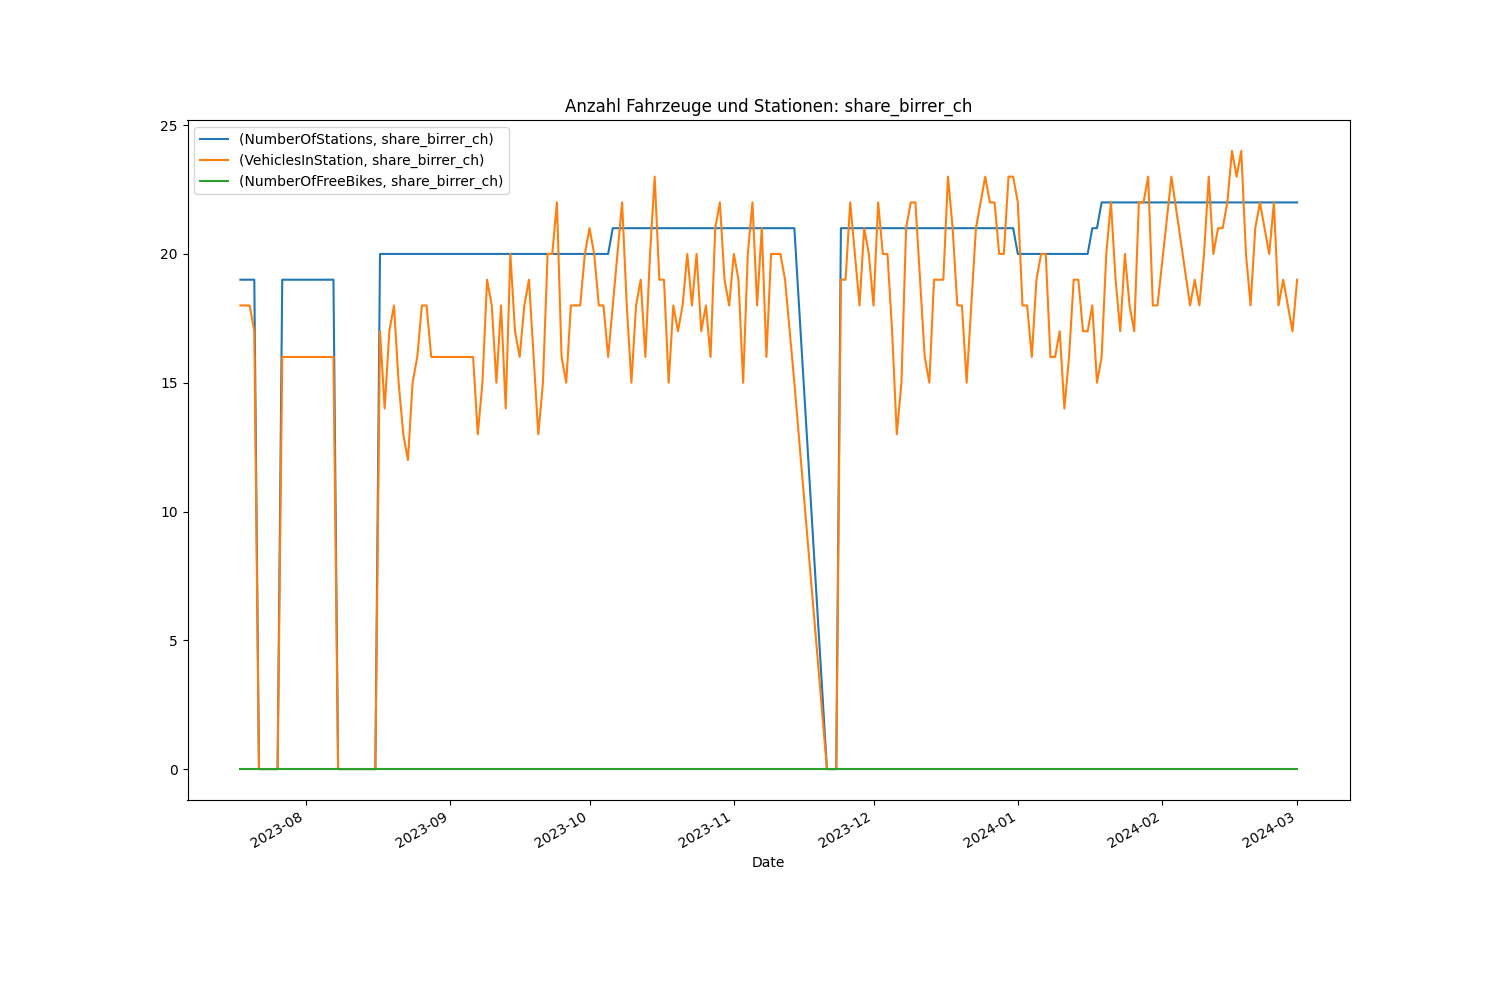 Anzahl Fahrzeuge und Stationen: share_birrer_ch
25
(NumberOfStations, share_birrer_ch)
(VehiclesInStation, share_birrer_ch)
(NumberOfFreeBikes, share_birrer_ch)
20
15
10
5
0
2023-08
2023-09
2023-10
2023-11
2023-12
2024-01
2024-02
2024-03
Date